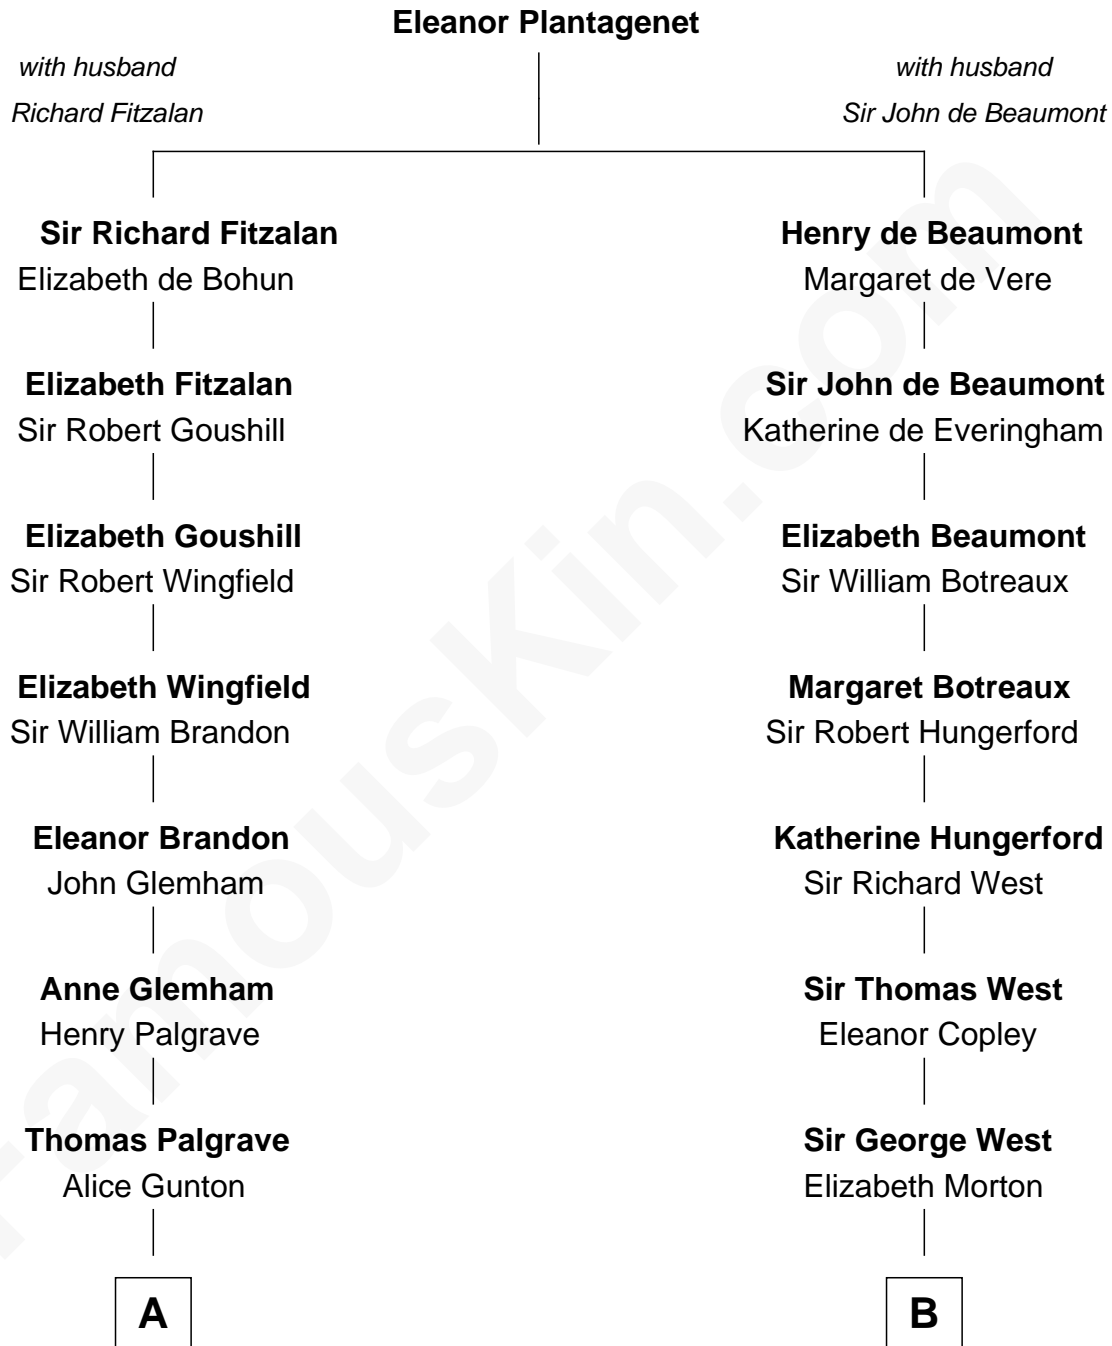 Eleanor Plantagenet
with husband
Richard Fitzalan
with husband
Sir John de Beaumont
Sir Richard Fitzalan
Elizabeth de Bohun
Henry de Beaumont
Margaret de Vere
Elizabeth Fitzalan
Sir Robert Goushill
Sir John de Beaumont
Katherine de Everingham
Elizabeth Goushill
Sir Robert Wingfield
Elizabeth Beaumont
Sir William Botreaux
Elizabeth Wingfield
Sir William Brandon
Margaret Botreaux
Sir Robert Hungerford
Eleanor Brandon
John Glemham
Katherine Hungerford
Sir Richard West
Anne Glemham
Henry Palgrave
Sir Thomas West
Eleanor Copley
Thomas Palgrave
Alice Gunton
Sir George West
Elizabeth Morton
A
B
FamousKin.com